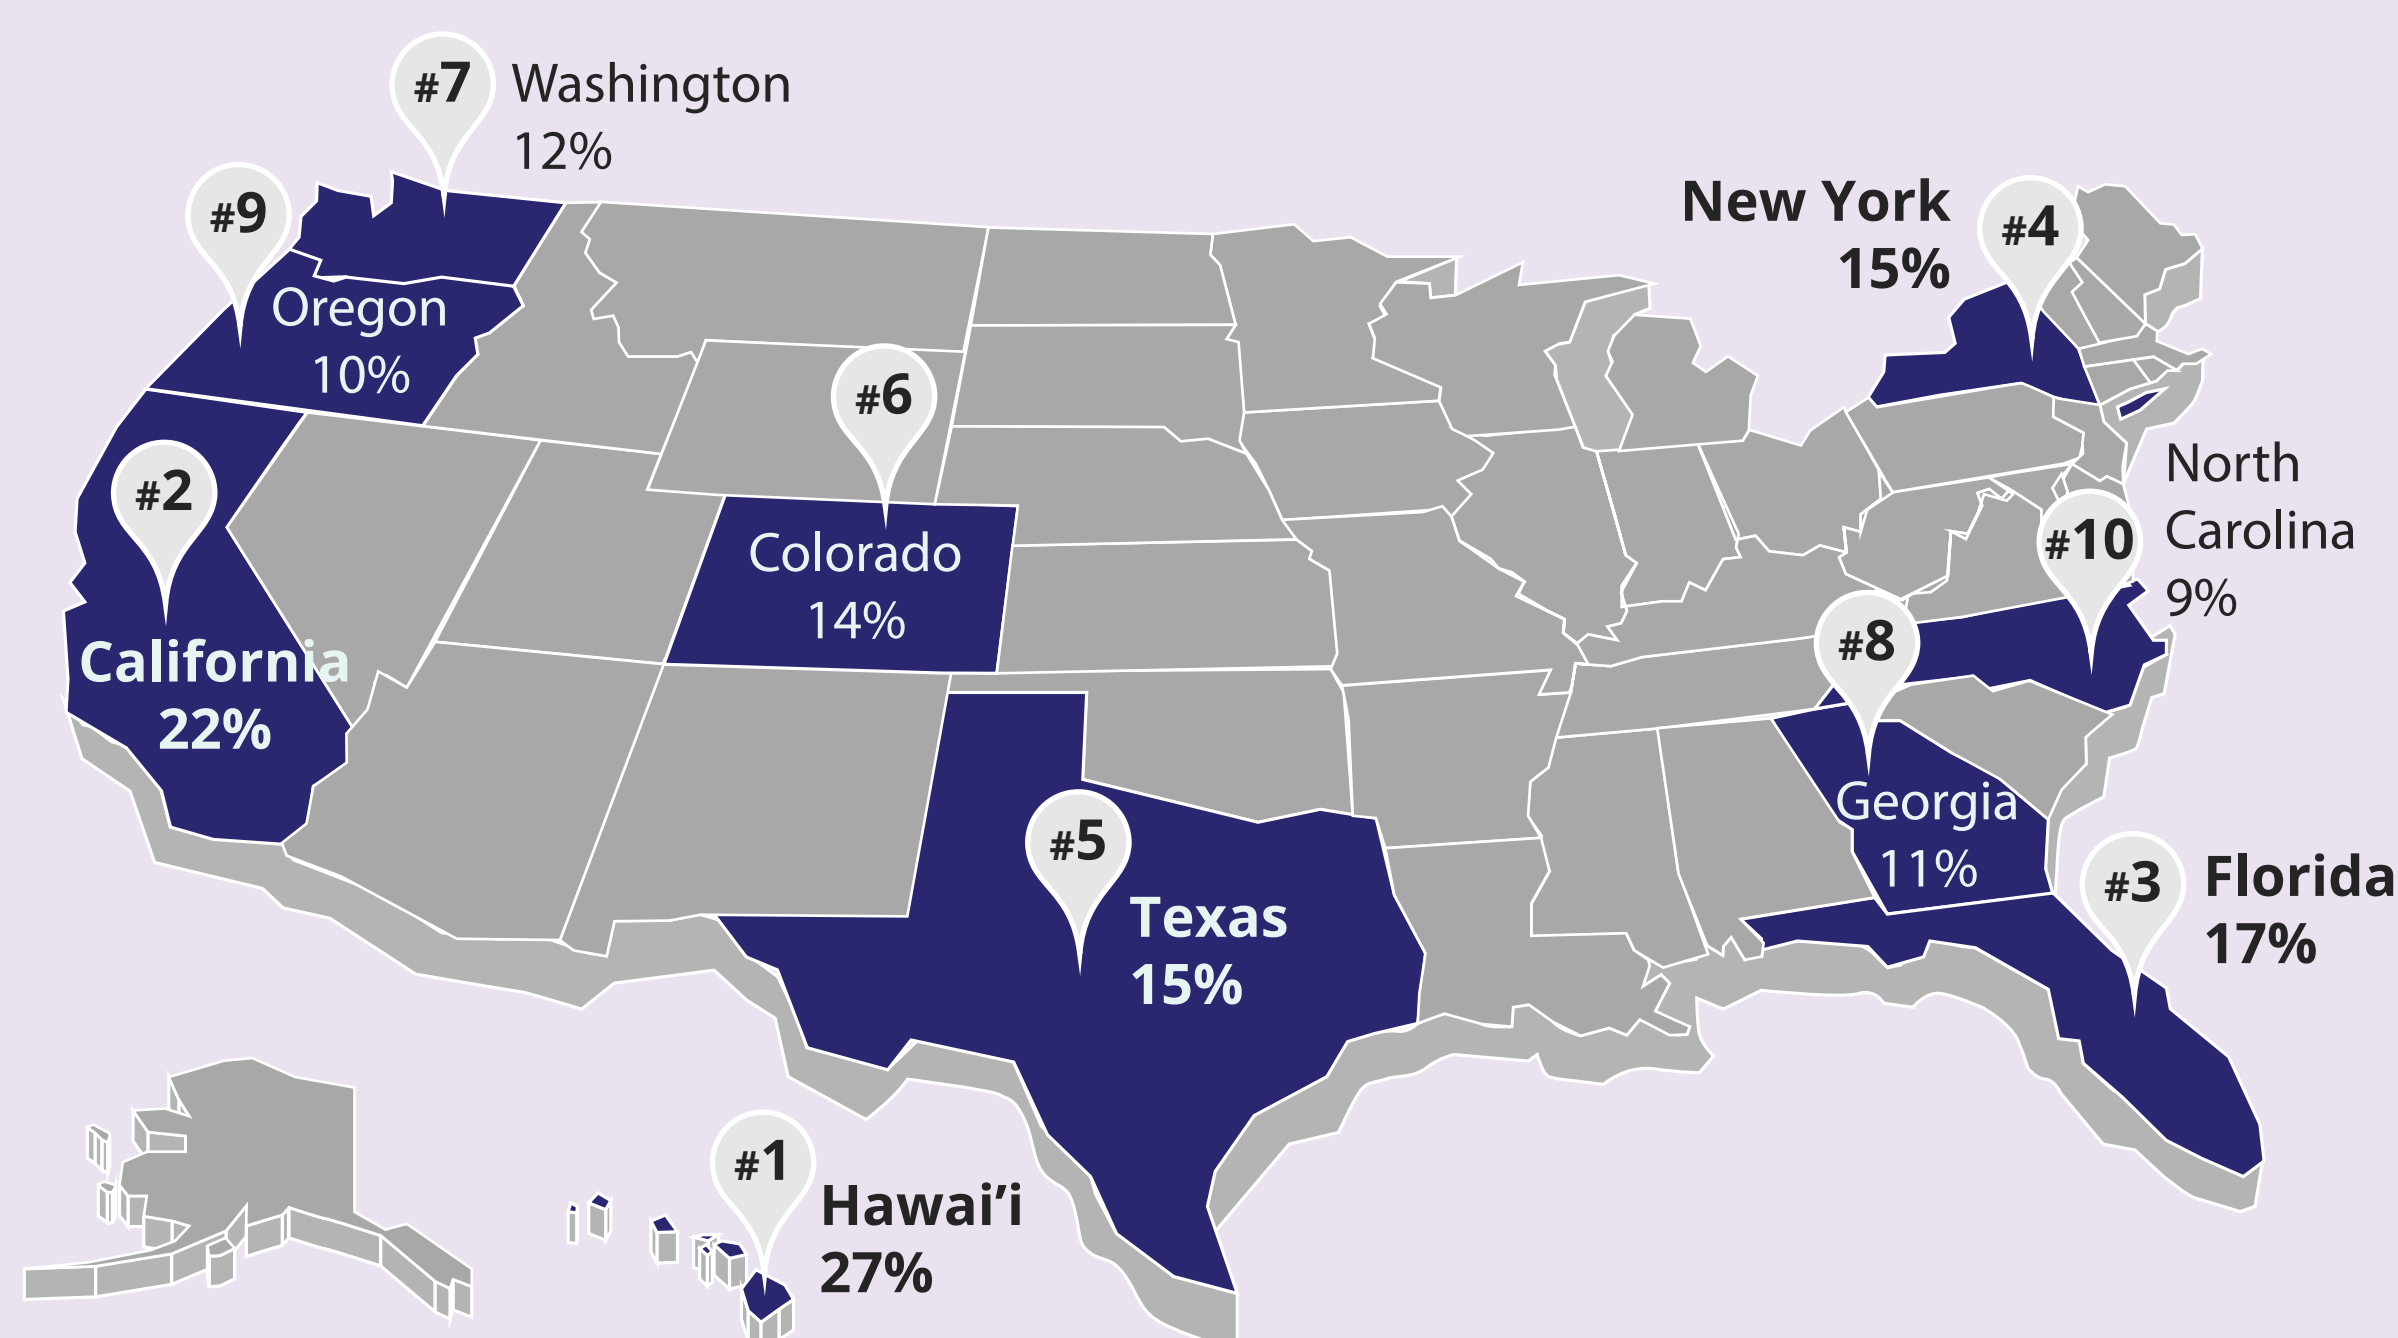 #7
Washington
12%
#9
Oregon
10%
New York
15%
#4
#6
Colorado
14%
#2
California
22%
North
Carolina
9%
#10
#8
Georgia
11%
#5
Texas
15%
#3
Florida
17%
#1
Hawai’i
27%